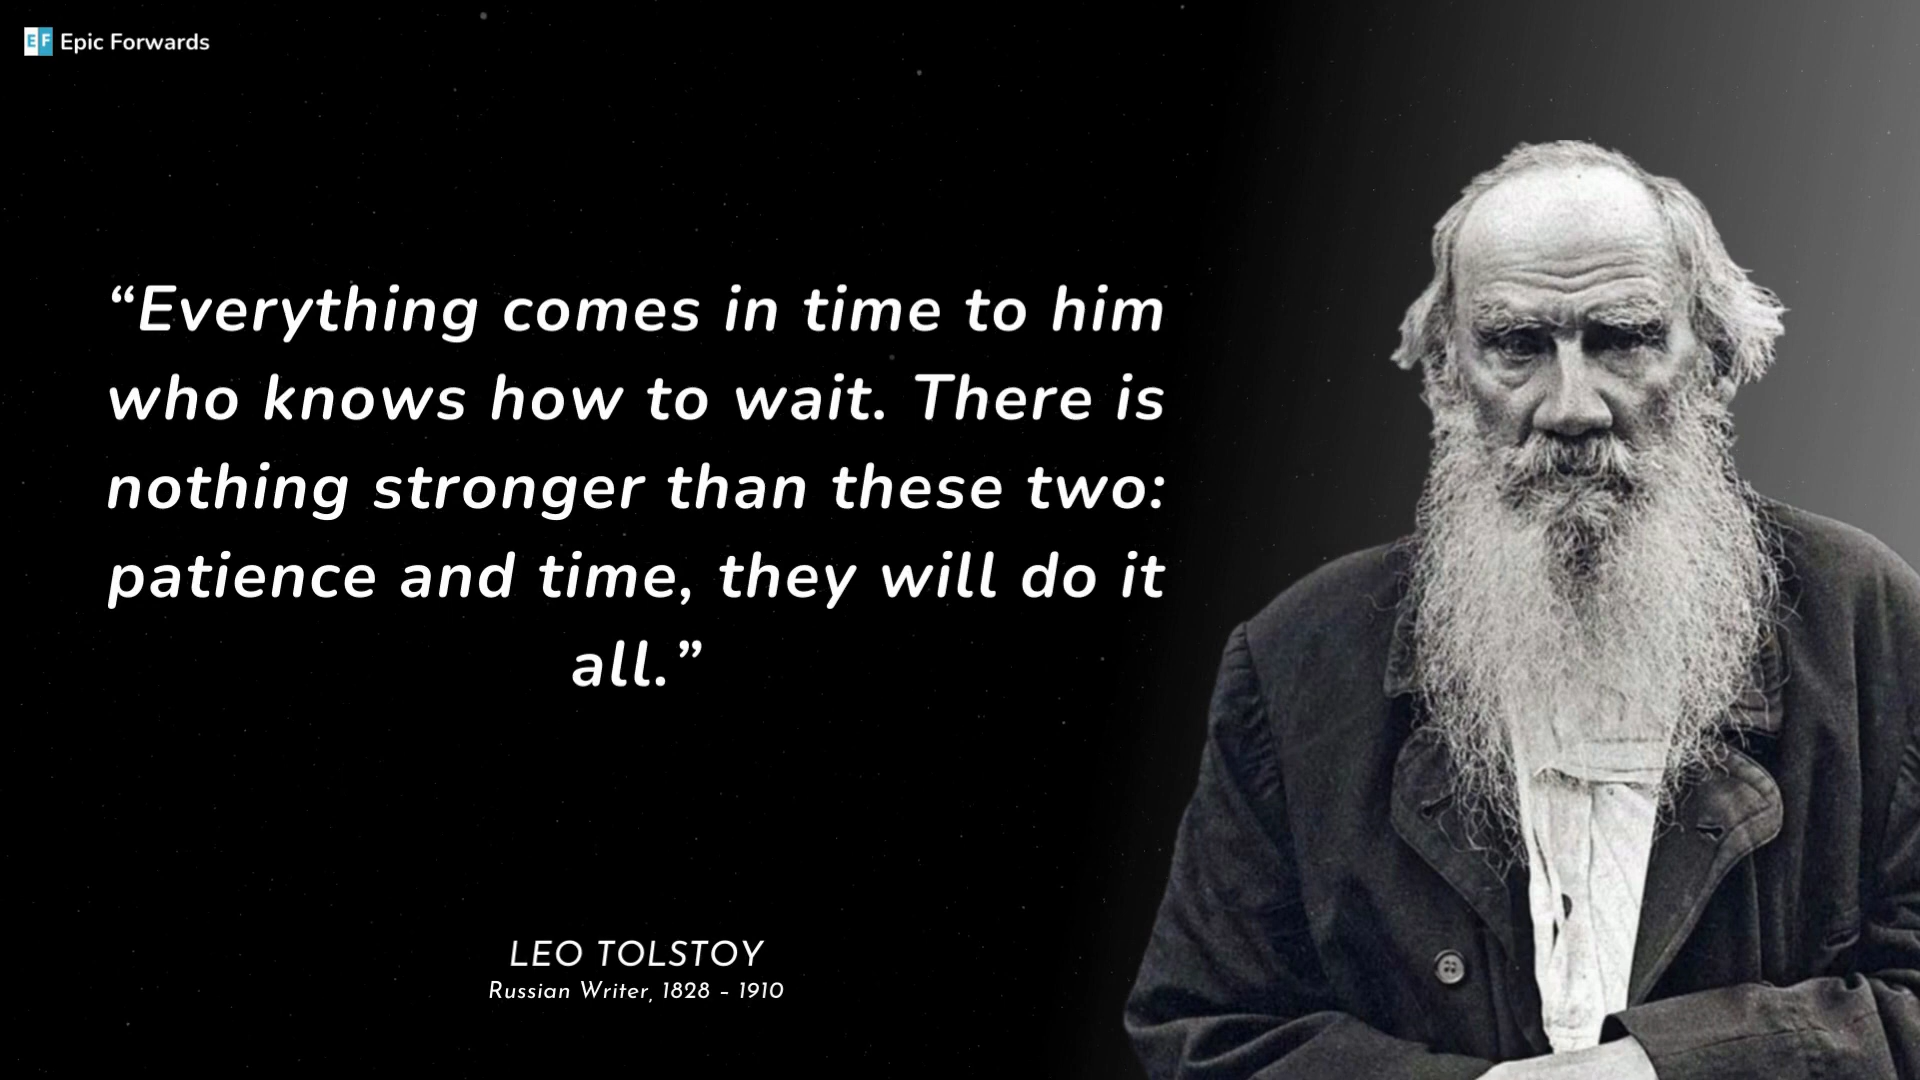 EF Epic Forwards
“Everything comes in time to him
who knows how to wait. There is
nothing stronger than these two:
patience and time, they will do it
all.”
LEO TOLSTOY
Russian Writer, 1828 – 1910